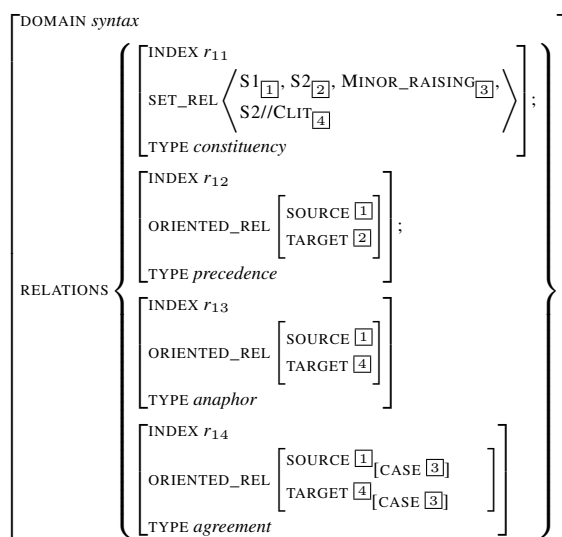 DOMAIN syntax
RELATIONS
INDEX r11
SET_REL ⟨ S1[1], S2[2], MINOR_RAISING[3],
S2//CLIT[4] ⟩ ;
TYPE constituency
INDEX r12
ORIENTED_REL [ SOURCE [1]
TARGET [2] ] ;
TYPE precedence
INDEX r13
ORIENTED_REL [ SOURCE [1]
TARGET [4] ]
TYPE anaphor
INDEX r14
ORIENTED_REL [ SOURCE [1] [CASE [3]]
TARGET [4] [CASE [3]] ]
TYPE agreement